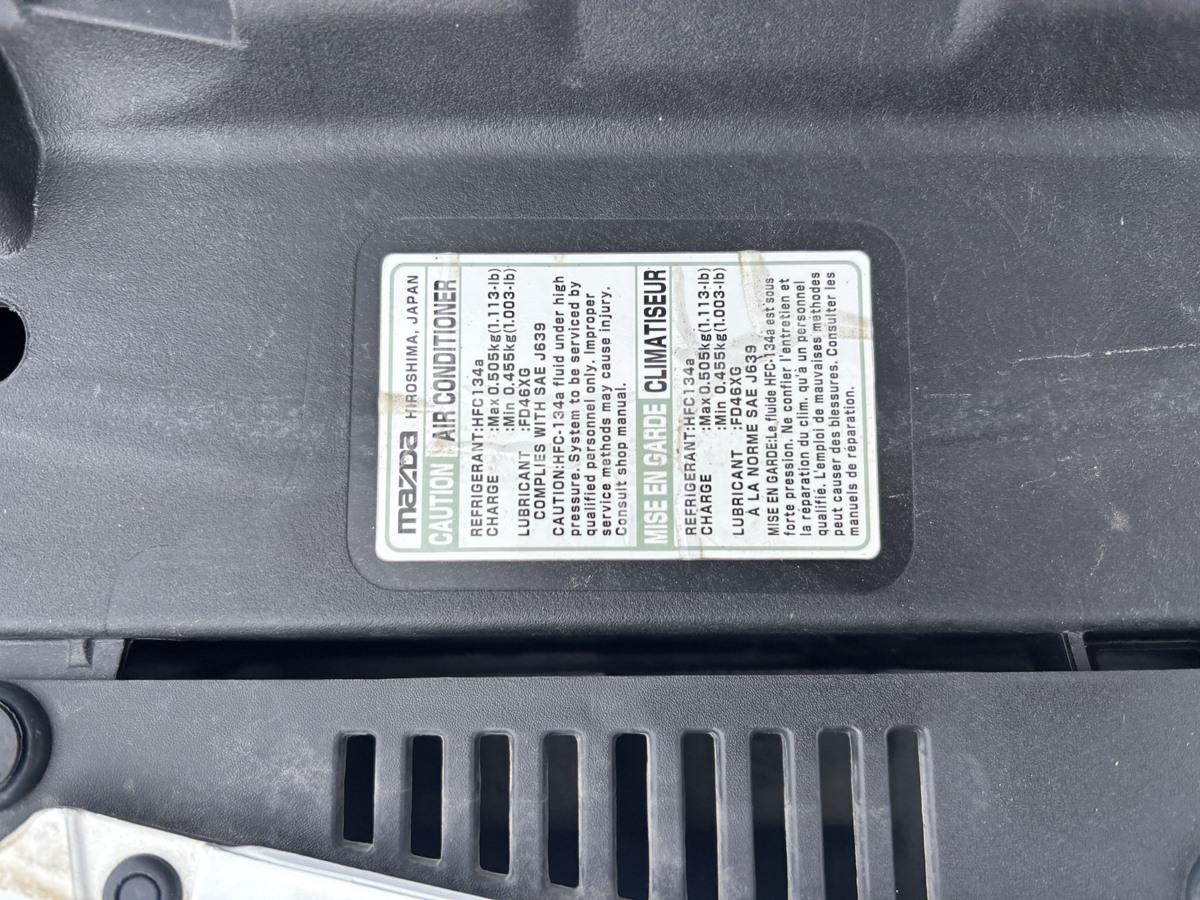 mazda HIROSHIMA, JAPAN
CAUTION AIR CONDITIONER
REFRIGERANT:HFC134a
CHARGE :Max 0.505kg(1.113-lb)
:Min 0.455kg(1.003-lb)
LUBRICANT :FD46XG
COMPLIES WITH SAE J639
CAUTION:HFC-134a fluid under high
pressure. System to be serviced by
qualified personnel only. Improper
service methods may cause injury.
Consult shop manual.
MISE EN GARDE CLIMATISEUR
REFRIGERANT:HFC134a
CHARGE :Max 0.505kg(1.113-lb)
:Min 0.455kg(1.003-lb)
LUBRICANT :FD46XG
À LA NORME SAE J639
MISE EN GARDE:Le fluide HFC-134a est sous
forte pression. Ne confier l'entretien et
la réparation du clim. qu'à un personnel
qualifié. L'emploi de mauvaises méthodes
peut causer des blessures. Consulter les
manuels de réparation.